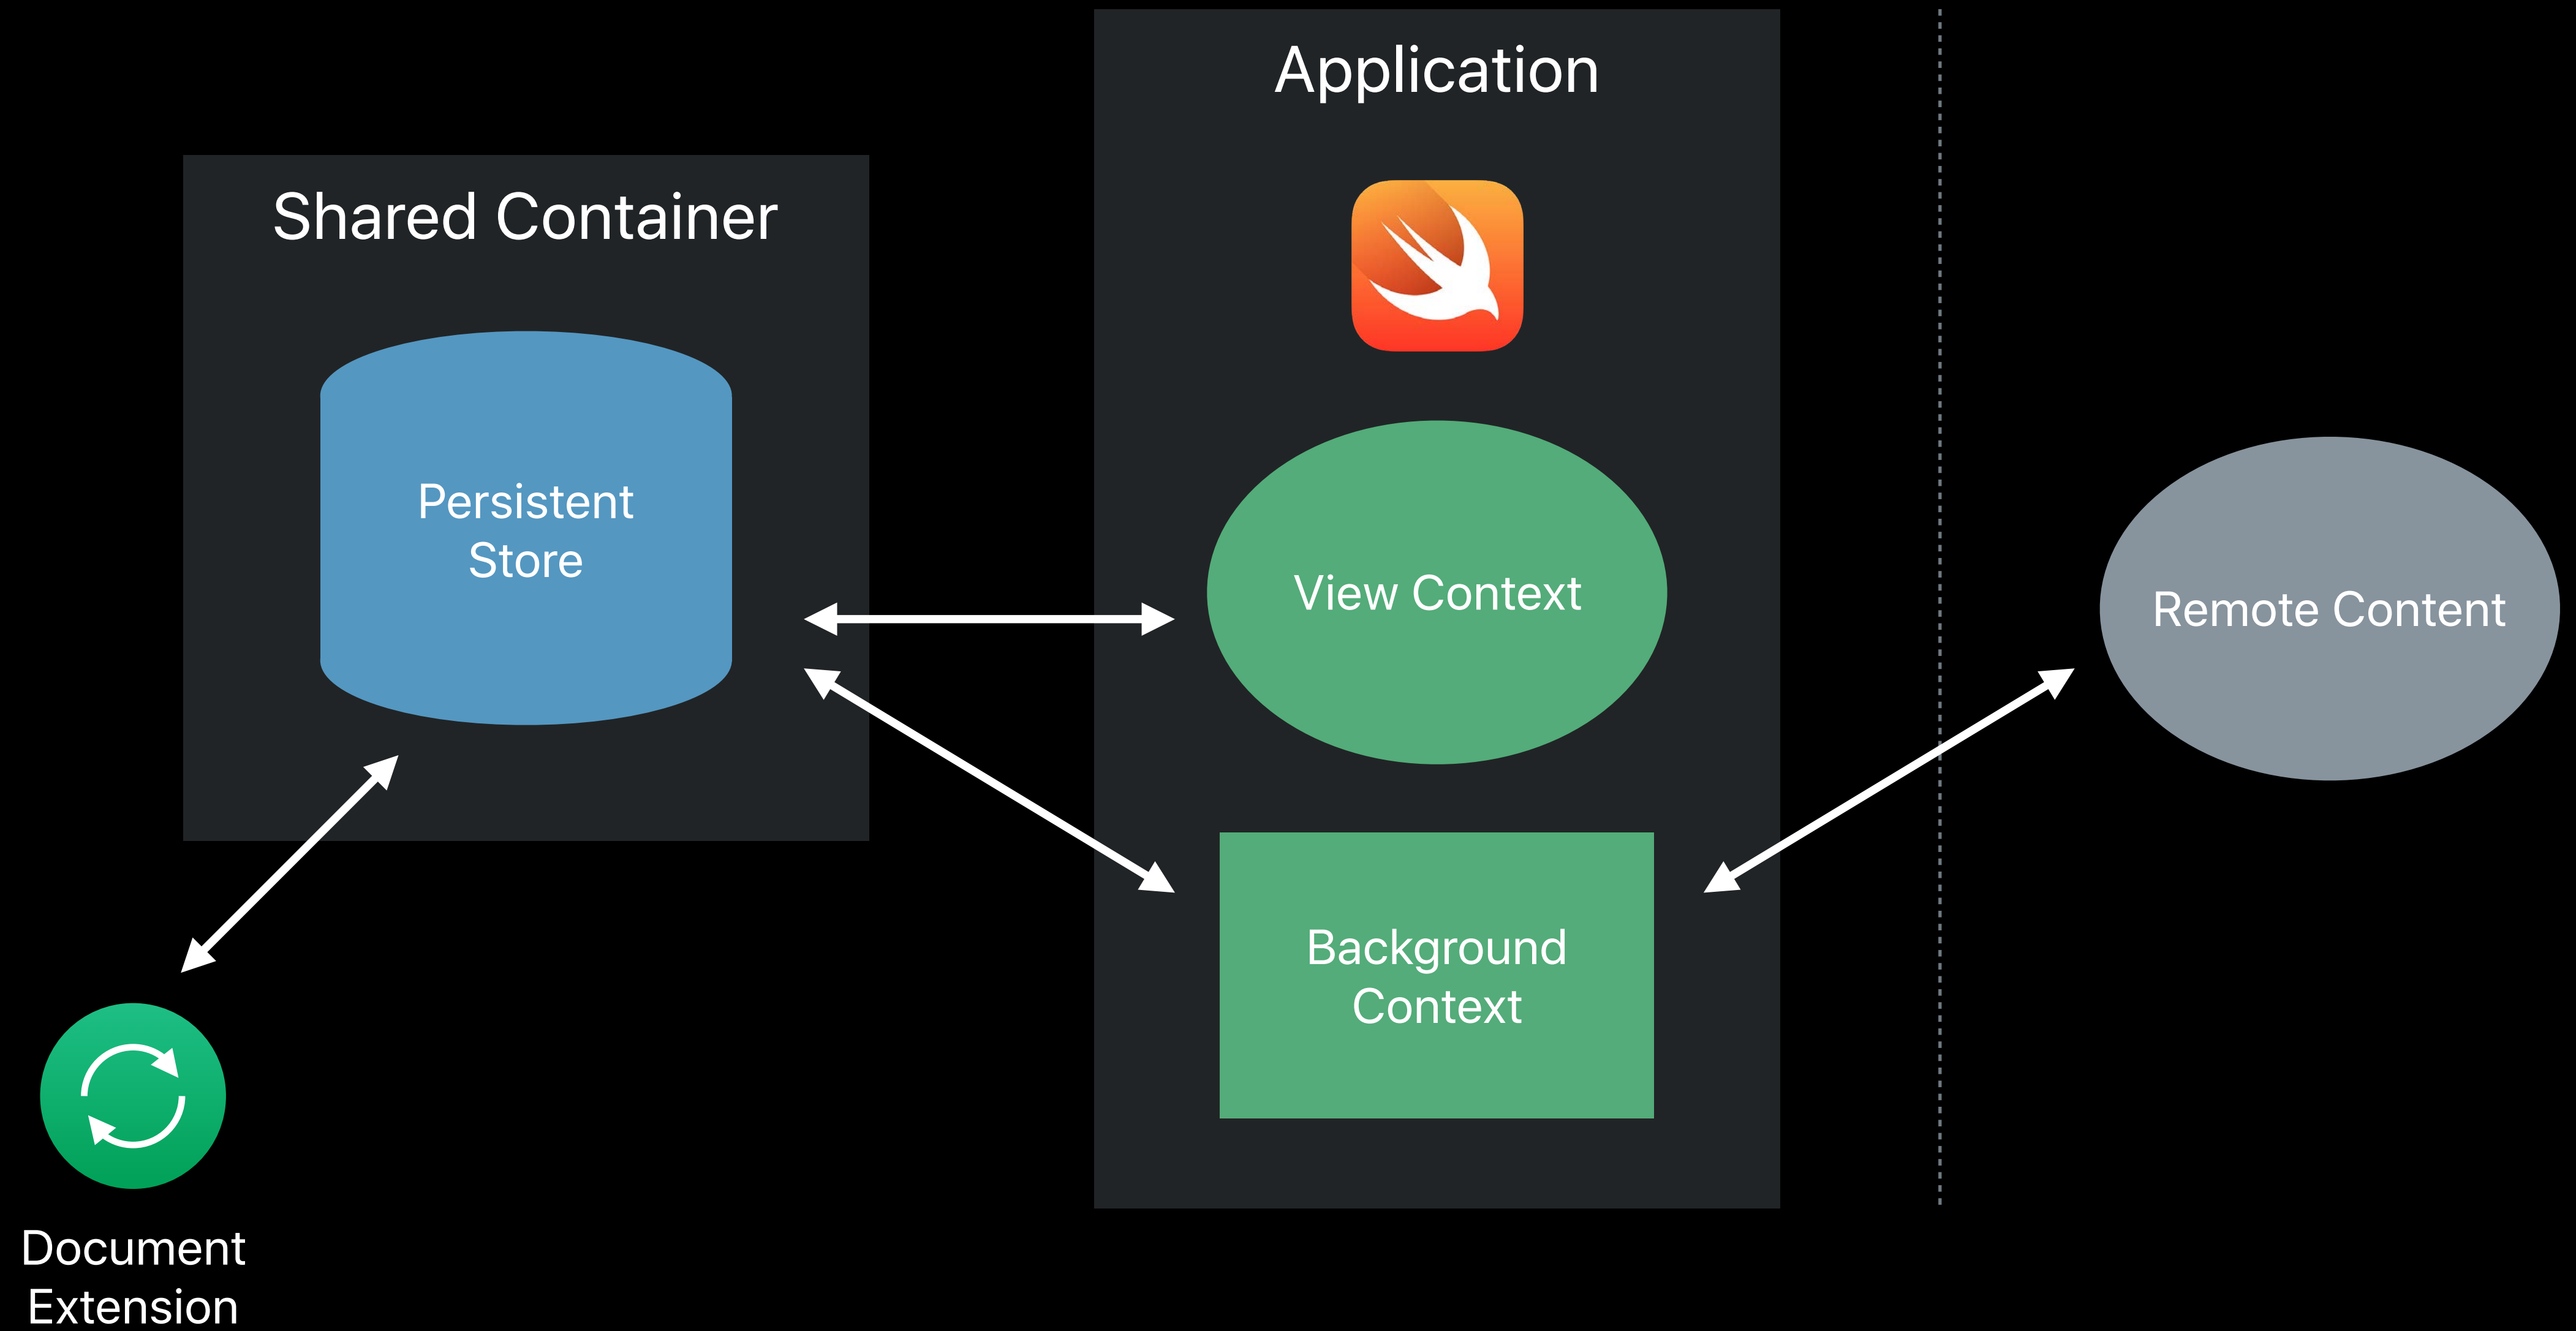 Shared Container
Persistent
Store
Document
Extension
Application
View Context
Background
Context
Remote Content